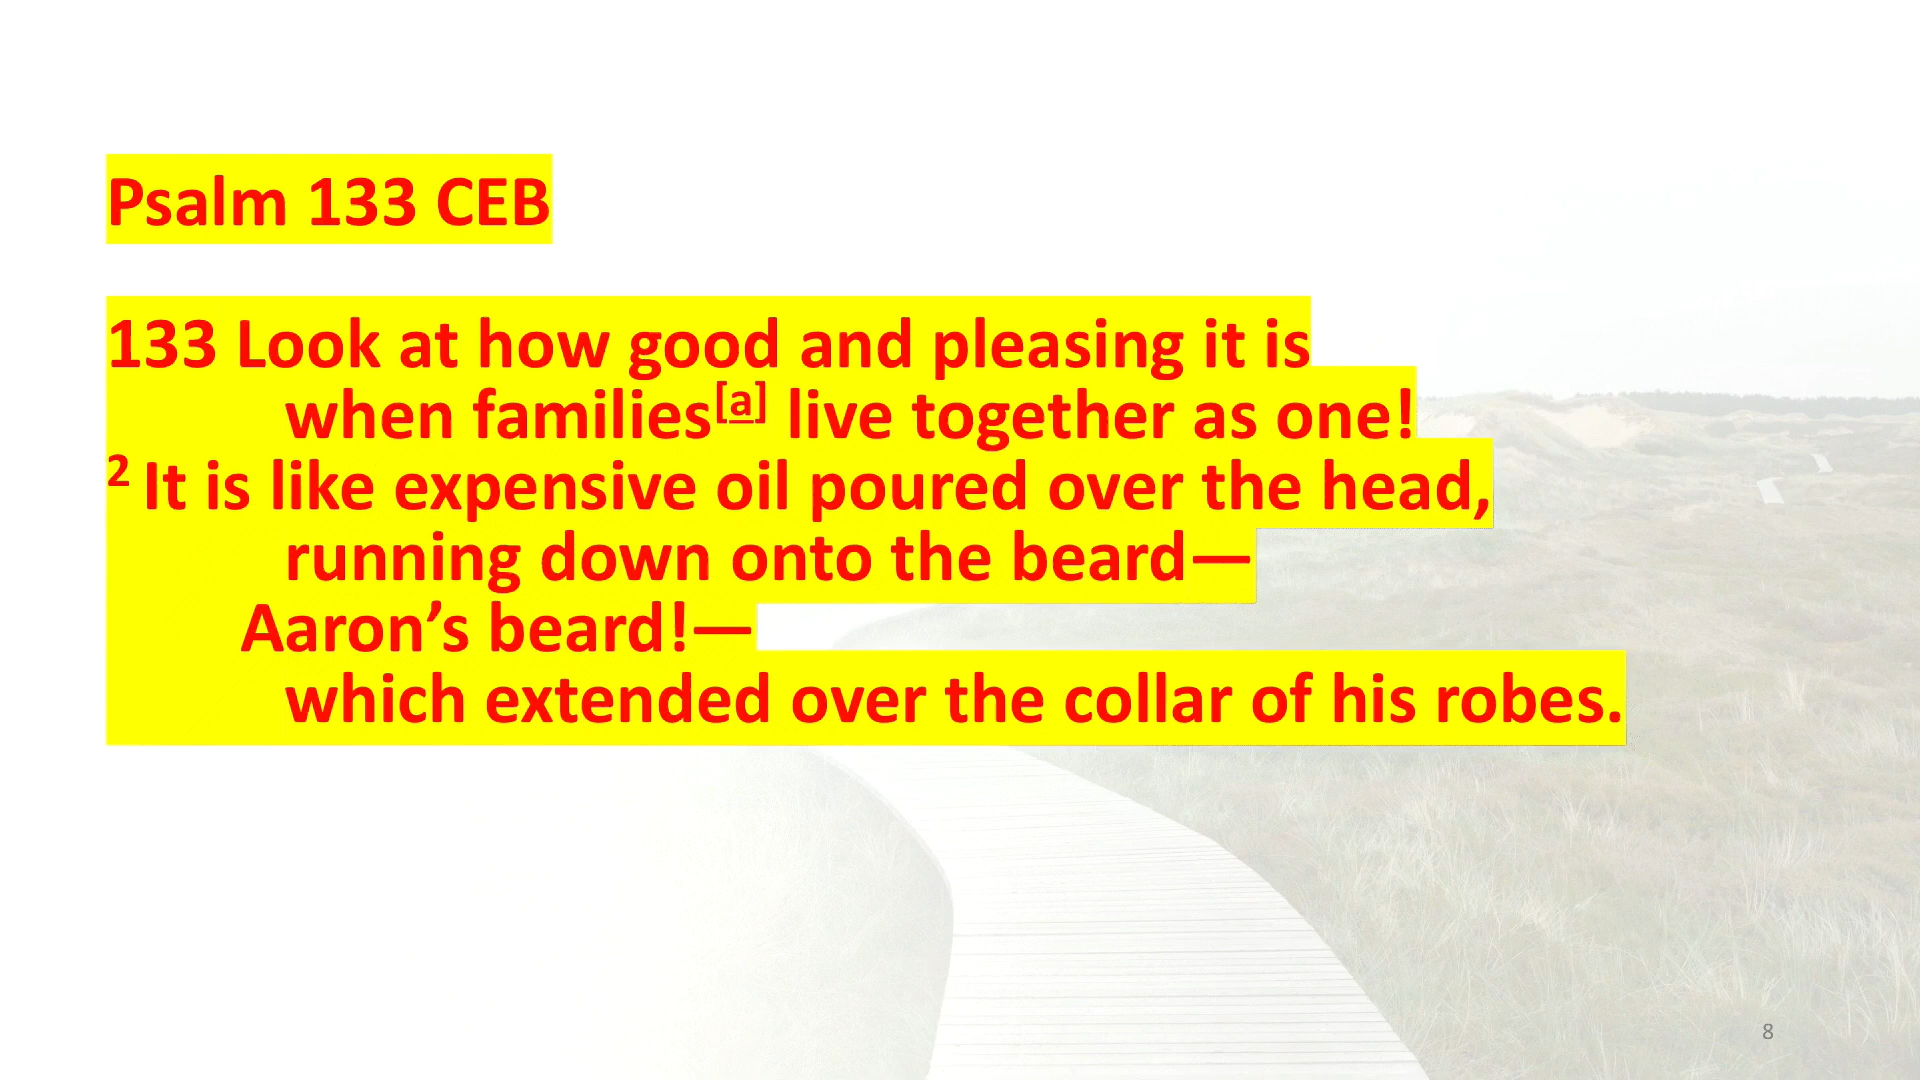 Psalm 133 CEB
133 Look at how good and pleasing it is
when families[a] live together as one!
2 It is like expensive oil poured over the head,
running down onto the beard—
Aaron’s beard!—
which extended over the collar of his robes.
8